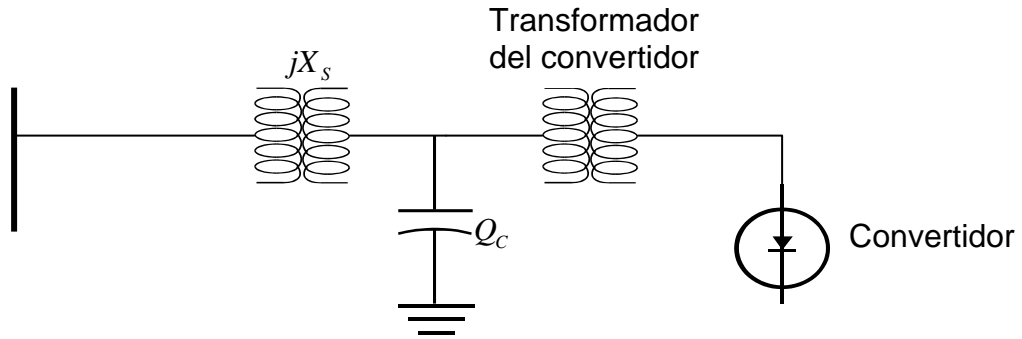 Transformador
del convertidor
jX_S
Q_C
Convertidor